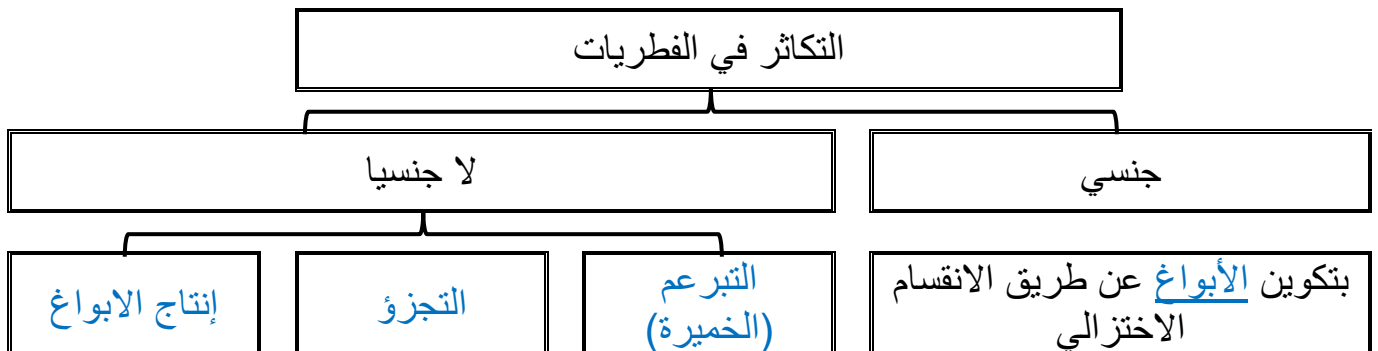 التكاثر في الفطريات
جنسي
لا جنسيا
بتكوين الأبواغ عن طريق الانقسام
الاختزالي
التبرعم
(الخميرة)
التجزؤ
إنتاج الابواغ